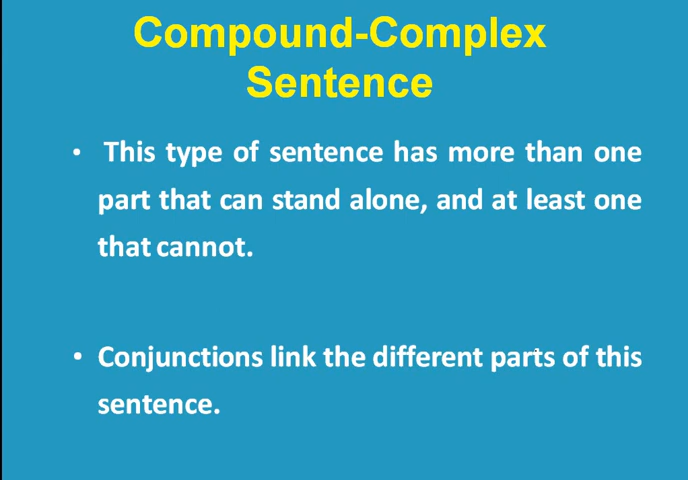 Compound-Complex
Sentence
• This type of sentence has more than one
part that can stand alone, and at least one
that cannot.
• Conjunctions link the different parts of this
sentence.